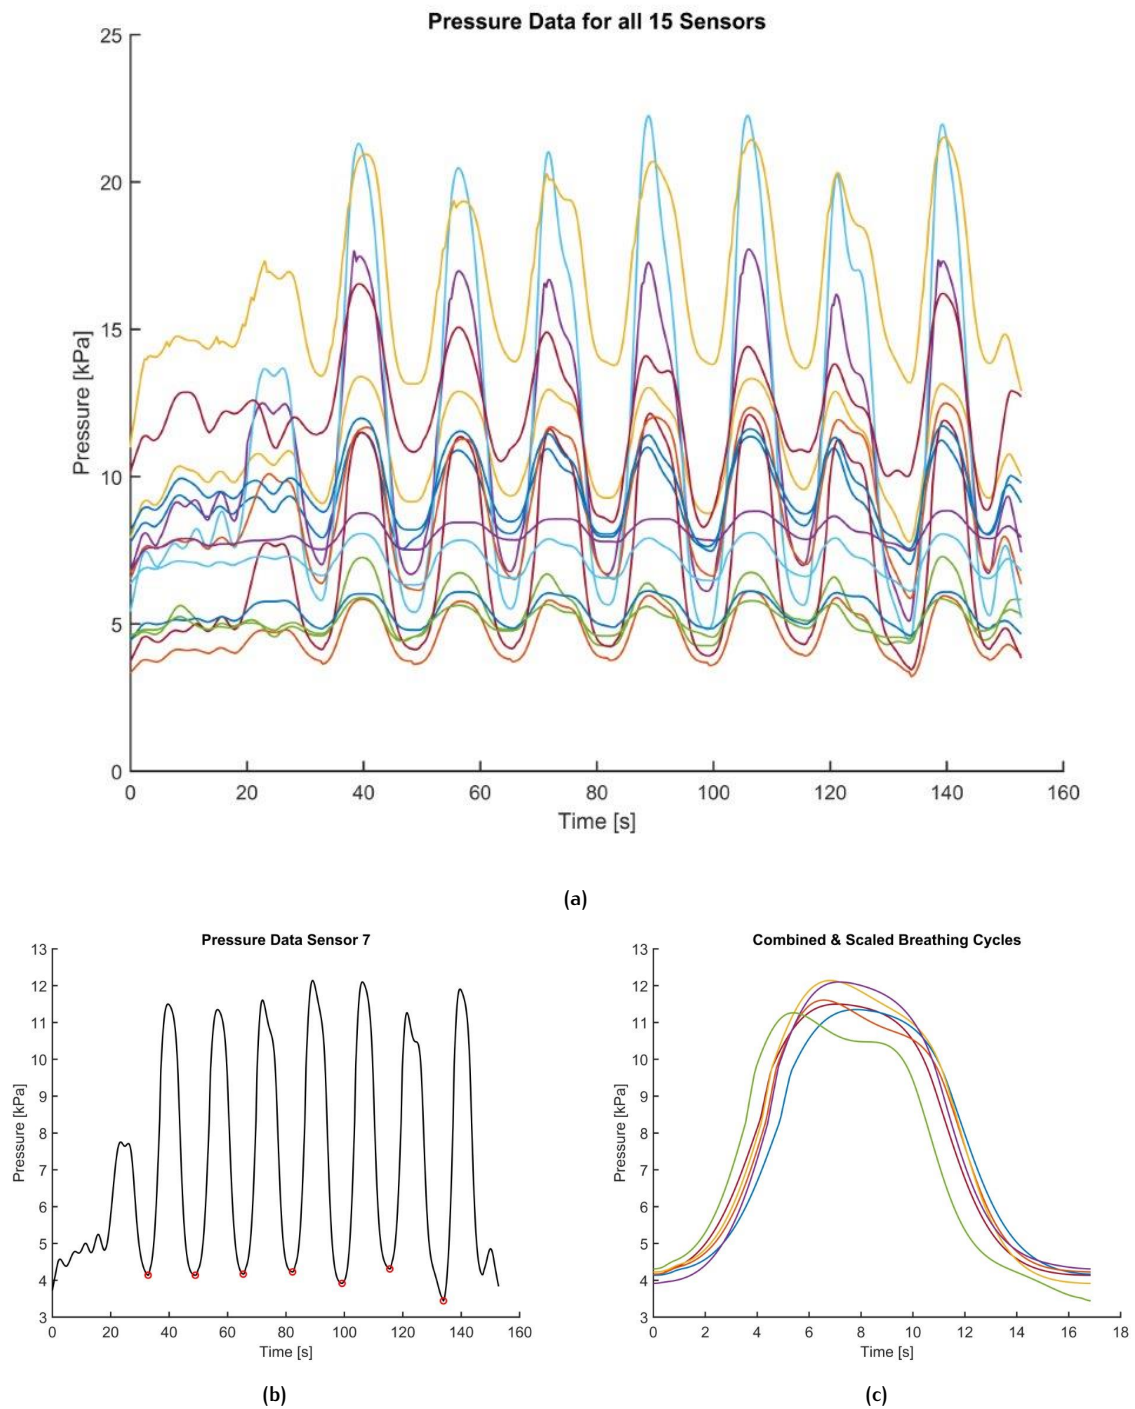 Pressure Data for all 15 Sensors
25
20
15
10
5
0
Pressure [kPa]
0 20 40 60 80 100 120 140 160
Time [s]
(a)
Pressure Data Sensor 7
13
12
11
10
9
8
7
6
5
4
3
Pressure [kPa]
0 20 40 60 80 100 120 140 160
Time [s]
(b)
Combined & Scaled Breathing Cycles
13
12
11
10
9
8
7
6
5
4
3
Pressure [kPa]
0 2 4 6 8 10 12 14 16 18
Time [s]
(c)